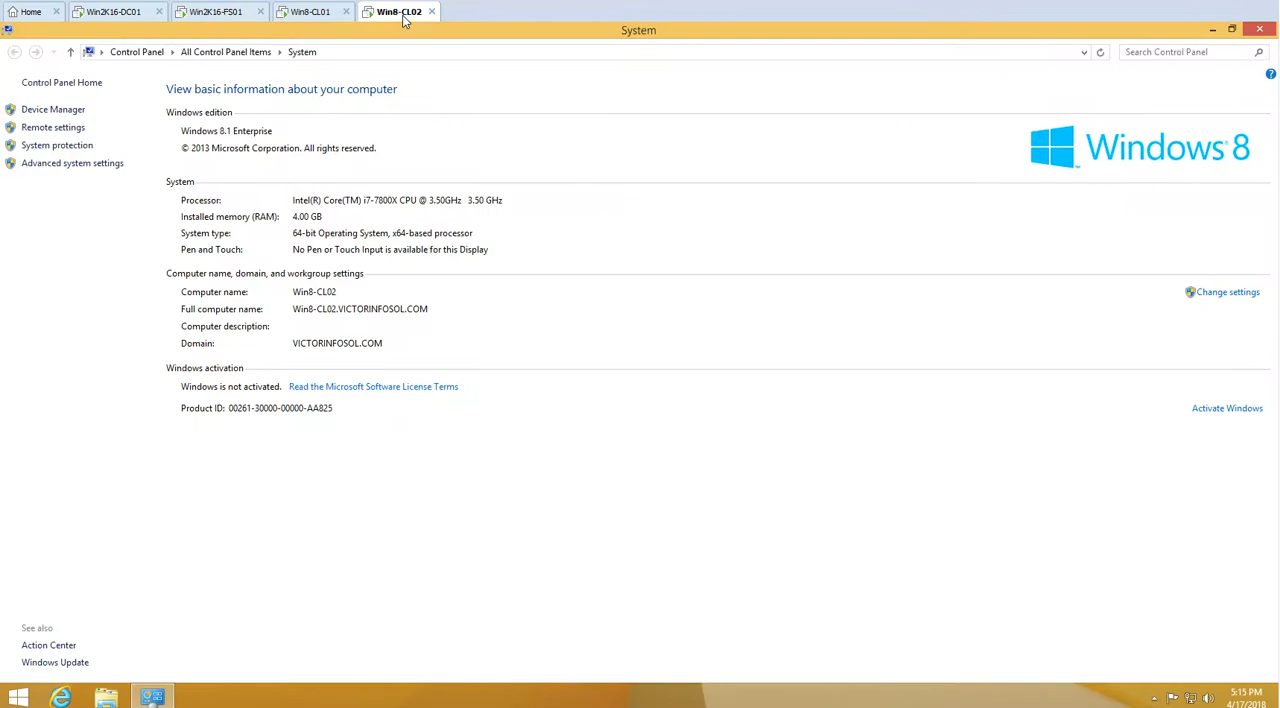 Home Win2K16-DC01 Win2K16-FS01 Win8-CL01 Win8-CL02
System
Control Panel All Control Panel Items System Search Control Panel
Control Panel Home
Device Manager
Remote settings
System protection
Advanced system settings
View basic information about your computer
Windows edition
Windows 8.1 Enterprise
© 2013 Microsoft Corporation. All rights reserved.
Windows 8
System
Processor: Intel(R) Core(TM) i7-7800X CPU @ 3.50GHz 3.50 GHz
Installed memory (RAM): 4.00 GB
System type: 64-bit Operating System, x64-based processor
Pen and Touch: No Pen or Touch Input is available for this Display
Computer name, domain, and workgroup settings
Computer name: Win8-CL02 Change settings
Full computer name: Win8-CL02.VICTORINFOSOL.COM
Computer description:
Domain: VICTORINFOSOL.COM
Windows activation
Windows is not activated. Read the Microsoft Software License Terms
Product ID: 00261-30000-00000-AA825 Activate Windows
See also
Action Center
Windows Update
5:15 PM
4/17/2018